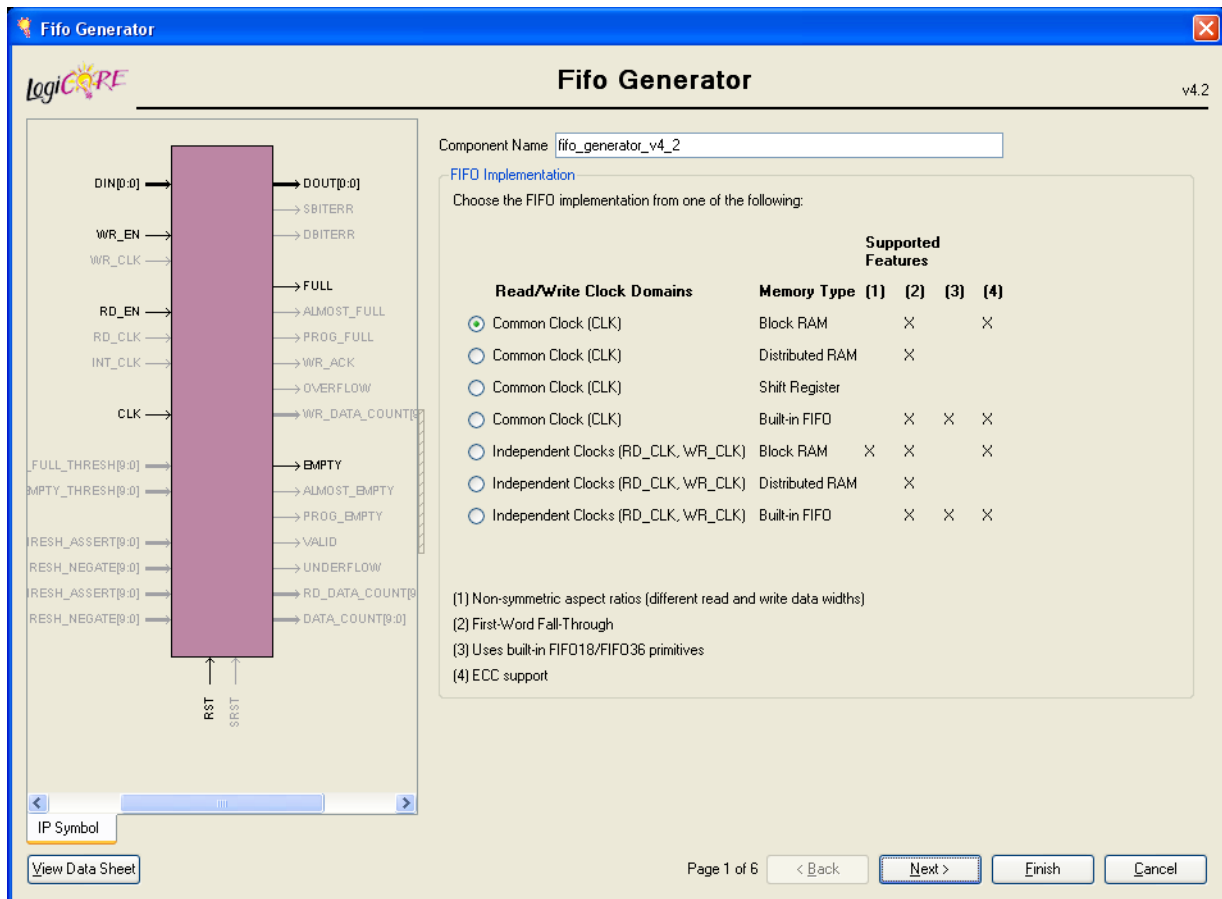 Fifo Generator
LogiCORE
Fifo Generator
v4.2
DIN[0:0]
WR_EN
WR_CLK
RD_EN
RD_CLK
INT_CLK
CLK
_FULL_THRESH[9:0]
MPTY_THRESH[9:0]
RESH_ASSERT[9:0]
RESH_NEGATE[9:0]
RESH_ASSERT[9:0]
RESH_NEGATE[9:0]
DOUT[0:0]
SBITERR
DBITERR
FULL
ALMOST_FULL
PROG_FULL
WR_ACK
OVERFLOW
WR_DATA_COUNT[9
EMPTY
ALMOST_EMPTY
PROG_EMPTY
VALID
UNDERFLOW
RD_DATA_COUNT[9
DATA_COUNT[9:0]
RST
SRST
IP Symbol
Component Name fifo_generator_v4_2
FIFO Implementation
Choose the FIFO implementation from one of the following:
Supported
Features
Read/Write Clock Domains Memory Type (1) (2) (3) (4)
Common Clock (CLK) Block RAM X X
Common Clock (CLK) Distributed RAM X
Common Clock (CLK) Shift Register
Common Clock (CLK) Built-in FIFO X X X
Independent Clocks (RD_CLK, WR_CLK) Block RAM X X X
Independent Clocks (RD_CLK, WR_CLK) Distributed RAM X
Independent Clocks (RD_CLK, WR_CLK) Built-in FIFO X X X
(1) Non-symmetric aspect ratios (different read and write data widths)
(2) First-Word Fall-Through
(3) Uses built-in FIFO18/FIFO36 primitives
(4) ECC support
View Data Sheet
Page 1 of 6 < Back Next > Finish Cancel